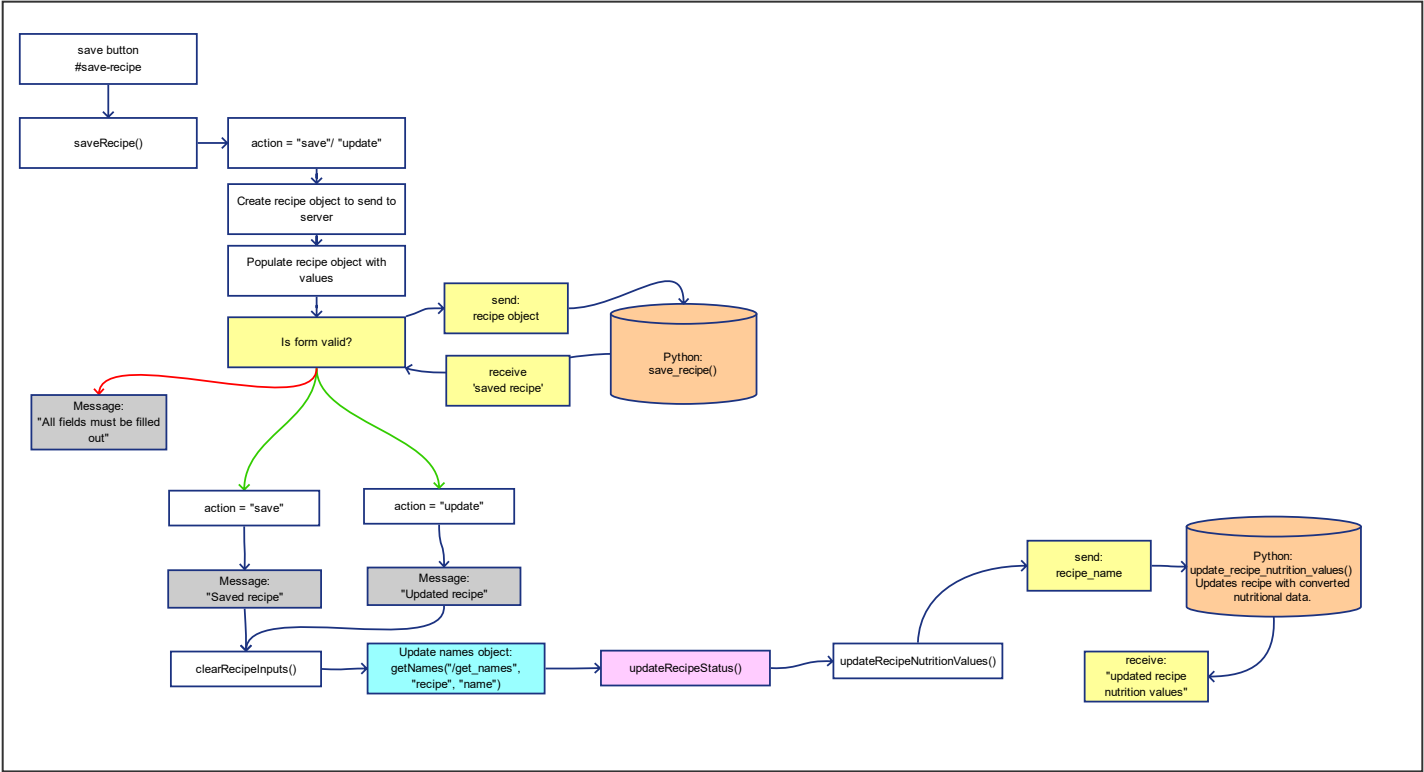 save button
#save-recipe
saveRecipe()
action = "save"/ "update"
Create recipe object to send to
server
Populate recipe object with
values
Is form valid?
send:
recipe object
receive
'saved recipe'
Python:
save_recipe()
Message:
"All fields must be filled
out"
action = "save"
action = "update"
Message:
"Saved recipe"
Message:
"Updated recipe"
clearRecipeInputs()
Update names object:
getNames("/get_names",
"recipe", "name")
updateRecipeStatus()
updateRecipeNutritionValues()
send:
recipe_name
Python:
update_recipe_nutrition_values()
Updates recipe with converted
nutritional data.
receive:
"updated recipe
nutrition values"